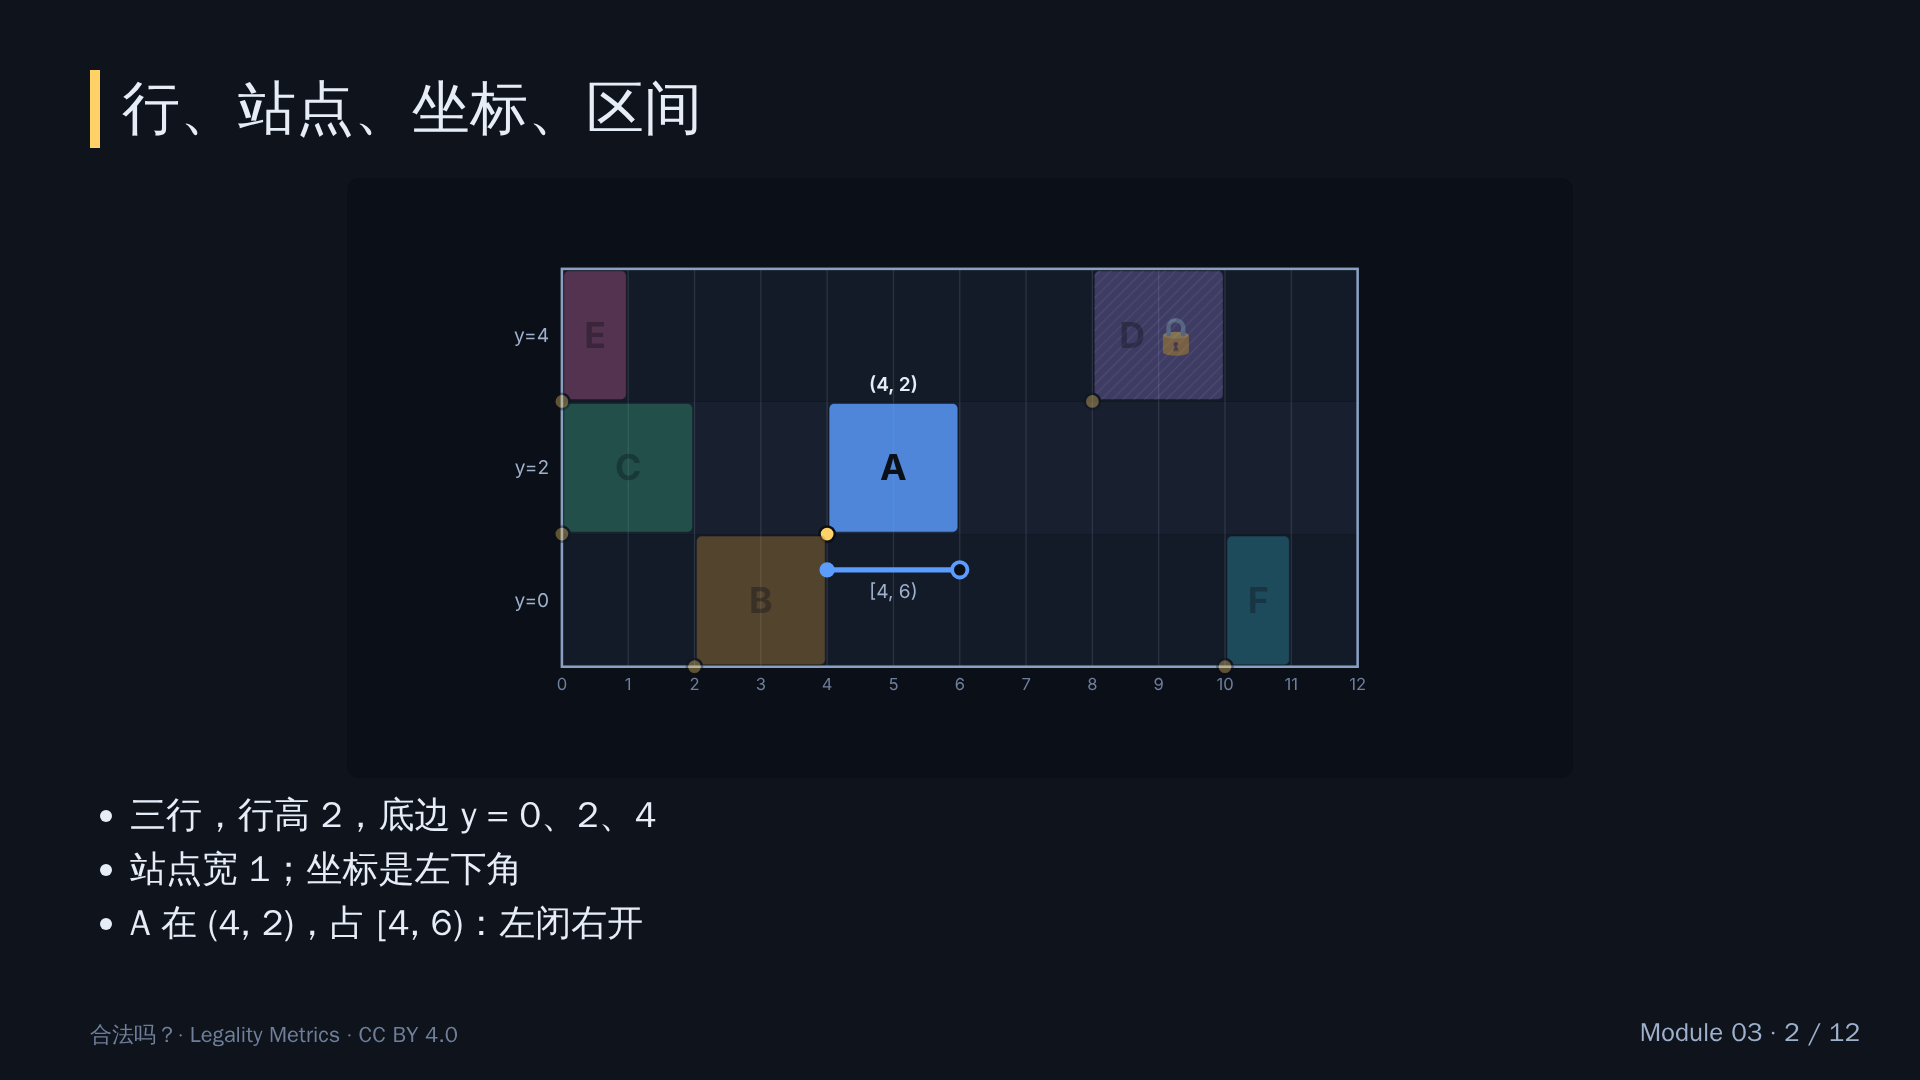 行、站点、坐标、区间
y=4
E
D 🔒
(4, 2)
y=2
C
A
y=0
B
[4, 6)
F
0 1 2 3 4 5 6 7 8 9 10 11 12
三行，行高 2，底边 y = 0、2、4
站点宽 1；坐标是左下角
A 在 (4, 2)，占 [4, 6)：左闭右开
合法吗？· Legality Metrics · CC BY 4.0
Module 03 · 2 / 12